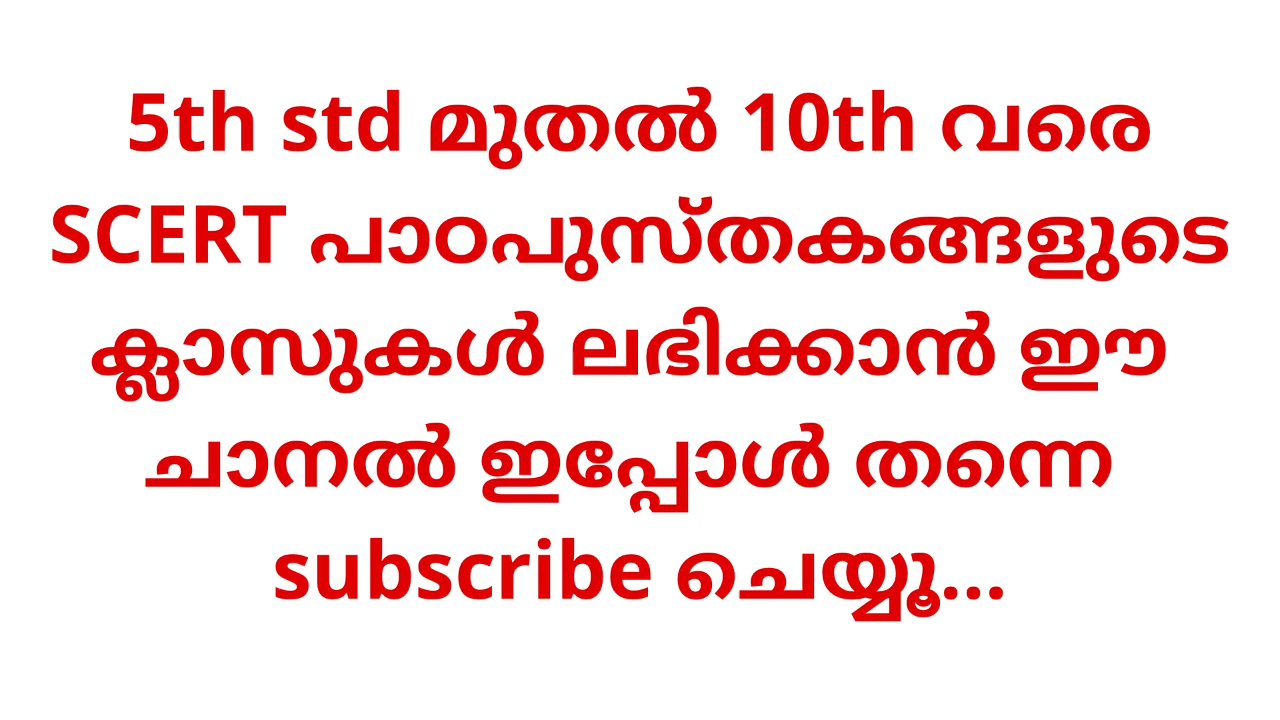 5th std മുതൽ 10th വരെ
SCERT പാഠപുസ്തകങ്ങളുടെ
ക്ലാസുകൾ ലഭിക്കാൻ ഈ
ചാനൽ ഇപ്പോൾ തന്നെ
subscribe ചെയ്യൂ...